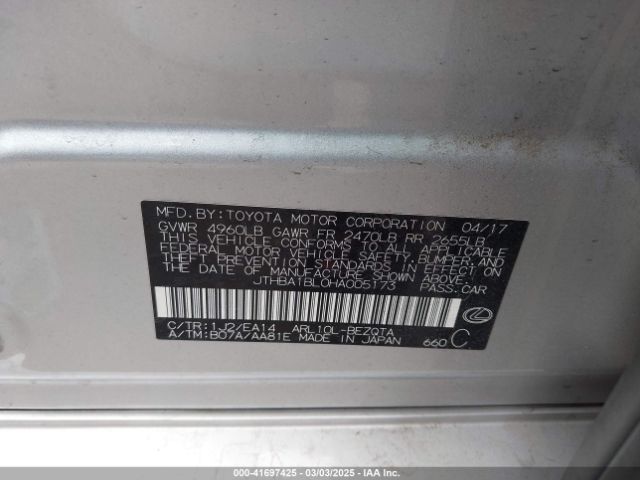 MFD. BY: TOYOTA MOTOR CORPORATION 04/17
GVWR 4960LB GAWR FR 2470LB RR 2655LB
THIS VEHICLE CONFORMS TO ALL APPLICABLE
FEDERAL MOTOR VEHICLE SAFETY, BUMPER, AND
THEFT PREVENTION STANDARDS IN EFFECT ON
THE DATE OF MANUFACTURE SHOWN ABOVE.
JTHBA1BL0HA005173 PASS.CAR
C/TR: 1J2/EA14 ARL10L-BEZQTA
A/TM: B07A/AA81E MADE IN JAPAN 660 C
000-41697425 - 03/03/2025 - IAA Inc.